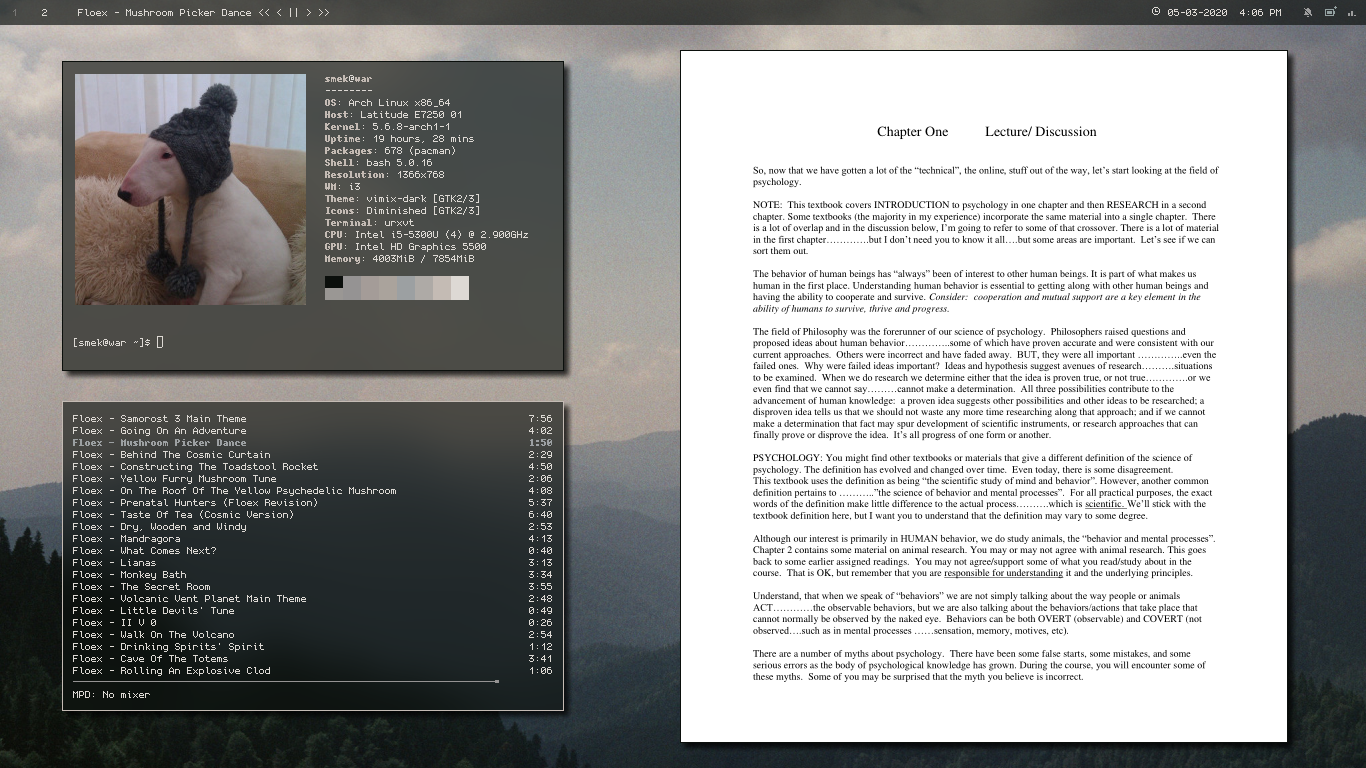 1 2 Floex - Mushroom Picker Dance << < || > >> 05-03-2020 4:06 PM
smek@war
--------
OS: Arch Linux x86_64
Host: Latitude E7250 01
Kernel: 5.6.8-arch1-1
Uptime: 19 hours, 28 mins
Packages: 678 (pacman)
Shell: bash 5.0.16
Resolution: 1366x768
WM: i3
Theme: vimix-dark [GTK2/3]
Icons: Diminished [GTK2/3]
Terminal: urxvt
CPU: Intel i5-5300U (4) @ 2.900GHz
GPU: Intel HD Graphics 5500
Memory: 4003MiB / 7854MiB
[smek@war ~]$
Floex - Samorost 3 Main Theme 7:56
Floex - Going On An Adventure 4:02
Floex - Mushroom Picker Dance 1:50
Floex - Behind The Cosmic Curtain 2:29
Floex - Constructing The Toadstool Rocket 4:50
Floex - Yellow Furry Mushroom Tune 2:06
Floex - On The Roof Of The Yellow Psychedelic Mushroom 4:08
Floex - Prenatal Hunters (Floex Revision) 5:37
Floex - Taste Of Tea (Cosmic Version) 6:40
Floex - Dry, Wooden and Windy 2:53
Floex - Mandragora 4:13
Floex - What Comes Next? 0:40
Floex - Lianas 3:13
Floex - Monkey Bath 3:34
Floex - The Secret Room 3:55
Floex - Volcanic Vent Planet Main Theme 2:48
Floex - Little Devils' Tune 0:49
Floex - II V 0 0:26
Floex - Walk On The Volcano 2:54
Floex - Drinking Spirits' Spirit 1:12
Floex - Cave Of The Totems 3:41
Floex - Rolling An Explosive Clod 1:06
MPD: No mixer
Chapter One Lecture/ Discussion
So, now that we have gotten a lot of the “technical”, the online, stuff out of the way, let’s start looking at the field of
psychology.
NOTE: This textbook covers INTRODUCTION to psychology in one chapter and then RESEARCH in a second
chapter. Some textbooks (the majority in my experience) incorporate the same material into a single chapter. There
is a lot of overlap and in the discussion below, I’m going to refer to some of that crossover. There is a lot of material
in the first chapter………….but I don’t need you to know it all….but some areas are important. Let’s see if we can
sort them out.
The behavior of human beings has “always” been of interest to other human beings. It is part of what makes us
human in the first place. Understanding human behavior is essential to getting along with other human beings and
having the ability to cooperate and survive. Consider: cooperation and mutual support are a key element in the
ability of humans to survive, thrive and progress.
The field of Philosophy was the forerunner of our science of psychology. Philosophers raised questions and
proposed ideas about human behavior…………..some of which have proven accurate and were consistent with our
current approaches. Others were incorrect and have faded away. BUT, they were all important …………..even the
failed ones. Why were failed ideas important? Ideas and hypothesis suggest avenues of research……….situations
to be examined. When we do research we determine either that the idea is proven true, or not true………….or we
even find that we cannot say………cannot make a determination. All three possibilities contribute to the
advancement of human knowledge: a proven idea suggests other possibilities and other ideas to be researched; a
disproven idea tells us that we should not waste any more time researching along that approach; and if we cannot
make a determination that fact may spur development of scientific instruments, or research approaches that can
finally prove or disprove the idea. It’s all progress of one form or another.
PSYCHOLOGY: You might find other textbooks or materials that give a different definition of the science of
psychology. The definition has evolved and changed over time. Even today, there is some disagreement.
This textbook uses the definition as being “the scientific study of mind and behavior”. However, another common
definition pertains to ………..”the science of behavior and mental processes”. For all practical purposes, the exact
words of the definition make little difference to the actual process……….which is scientific. We’ll stick with the
textbook definition here, but I want you to understand that the definition may vary to some degree.
Although our interest is primarily in HUMAN behavior, we do study animals, the “behavior and mental processes”.
Chapter 2 contains some material on animal research. You may or may not agree with animal research. This goes
back to some earlier assigned readings. You may not agree/support some of what you read/study about in the
course. That is OK, but remember that you are responsible for understanding it and the underlying principles.
Understand, that when we speak of “behaviors” we are not simply talking about the way people or animals
ACT…………the observable behaviors, but we are also talking about the behaviors/actions that take place that
cannot normally be observed by the naked eye. Behaviors can be both OVERT (observable) and COVERT (not
observed….such as in mental processes ……sensation, memory, motives, etc).
There are a number of myths about psychology. There have been some false starts, some mistakes, and some
serious errors as the body of psychological knowledge has grown. During the course, you will encounter some of
these myths. Some of you may be surprised that the myth you believe is incorrect.